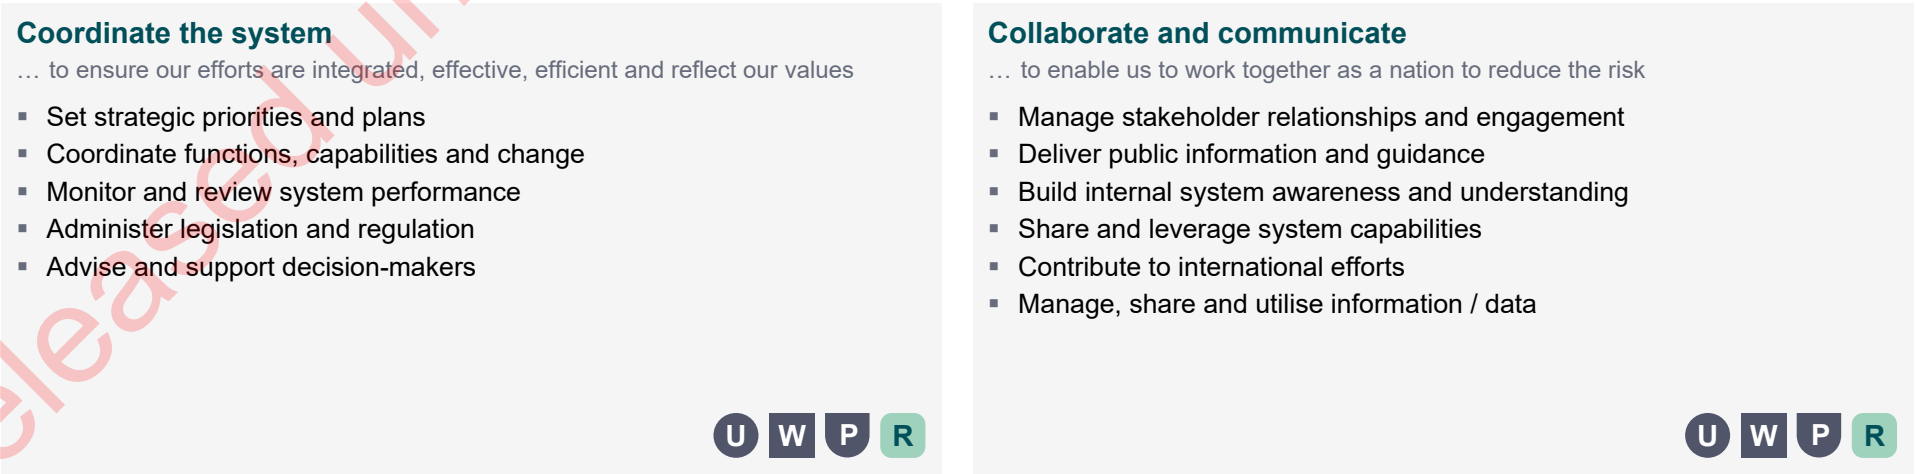 Coordinate the system
… to ensure our efforts are integrated, effective, efficient and reflect our values
▪ Set strategic priorities and plans
▪ Coordinate functions, capabilities and change
▪ Monitor and review system performance
▪ Administer legislation and regulation
▪ Advise and support decision-makers
U W P R
Collaborate and communicate
… to enable us to work together as a nation to reduce the risk
▪ Manage stakeholder relationships and engagement
▪ Deliver public information and guidance
▪ Build internal system awareness and understanding
▪ Share and leverage system capabilities
▪ Contribute to international efforts
▪ Manage, share and utilise information / data
U W P R